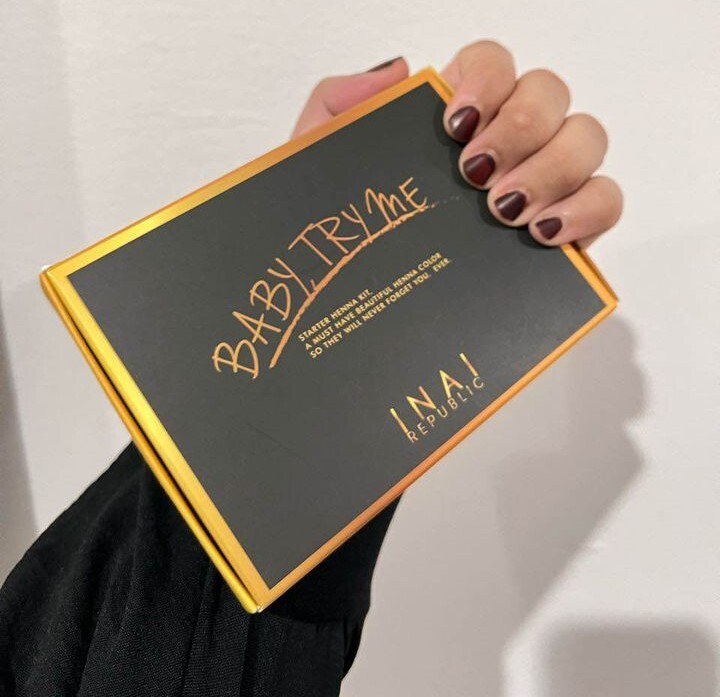 BABY, TRY ME
STARTER HENNA KIT.
A MUST HAVE BEAUTIFUL HENNA COLOR
SO THEY WILL NEVER FORGET YOU. EVER.
INAI
REPUBLIC